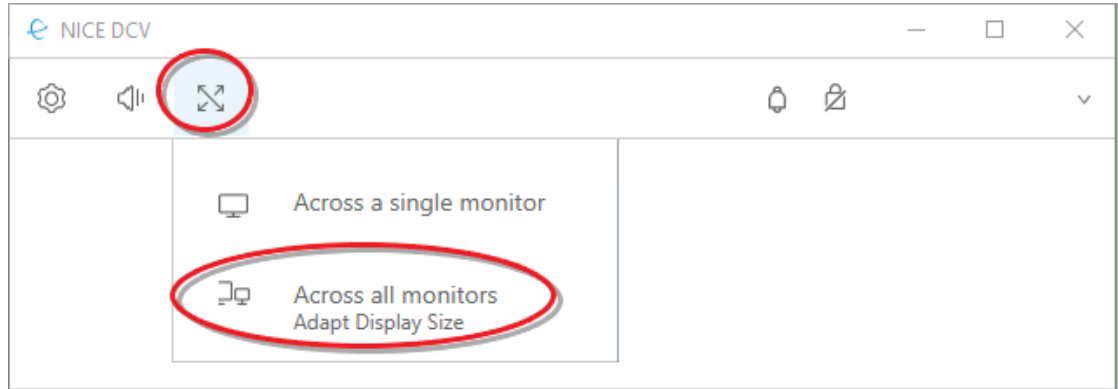 NICE DCV
Across a single monitor
Across all monitors
Adapt Display Size